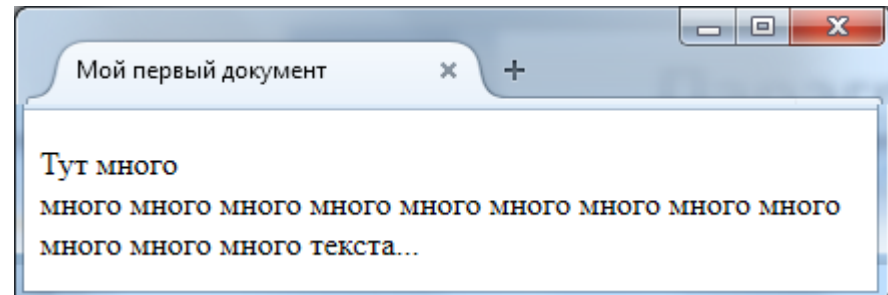 Мой первый документ
Тут много
много много много много много много много много много
много много много текста...